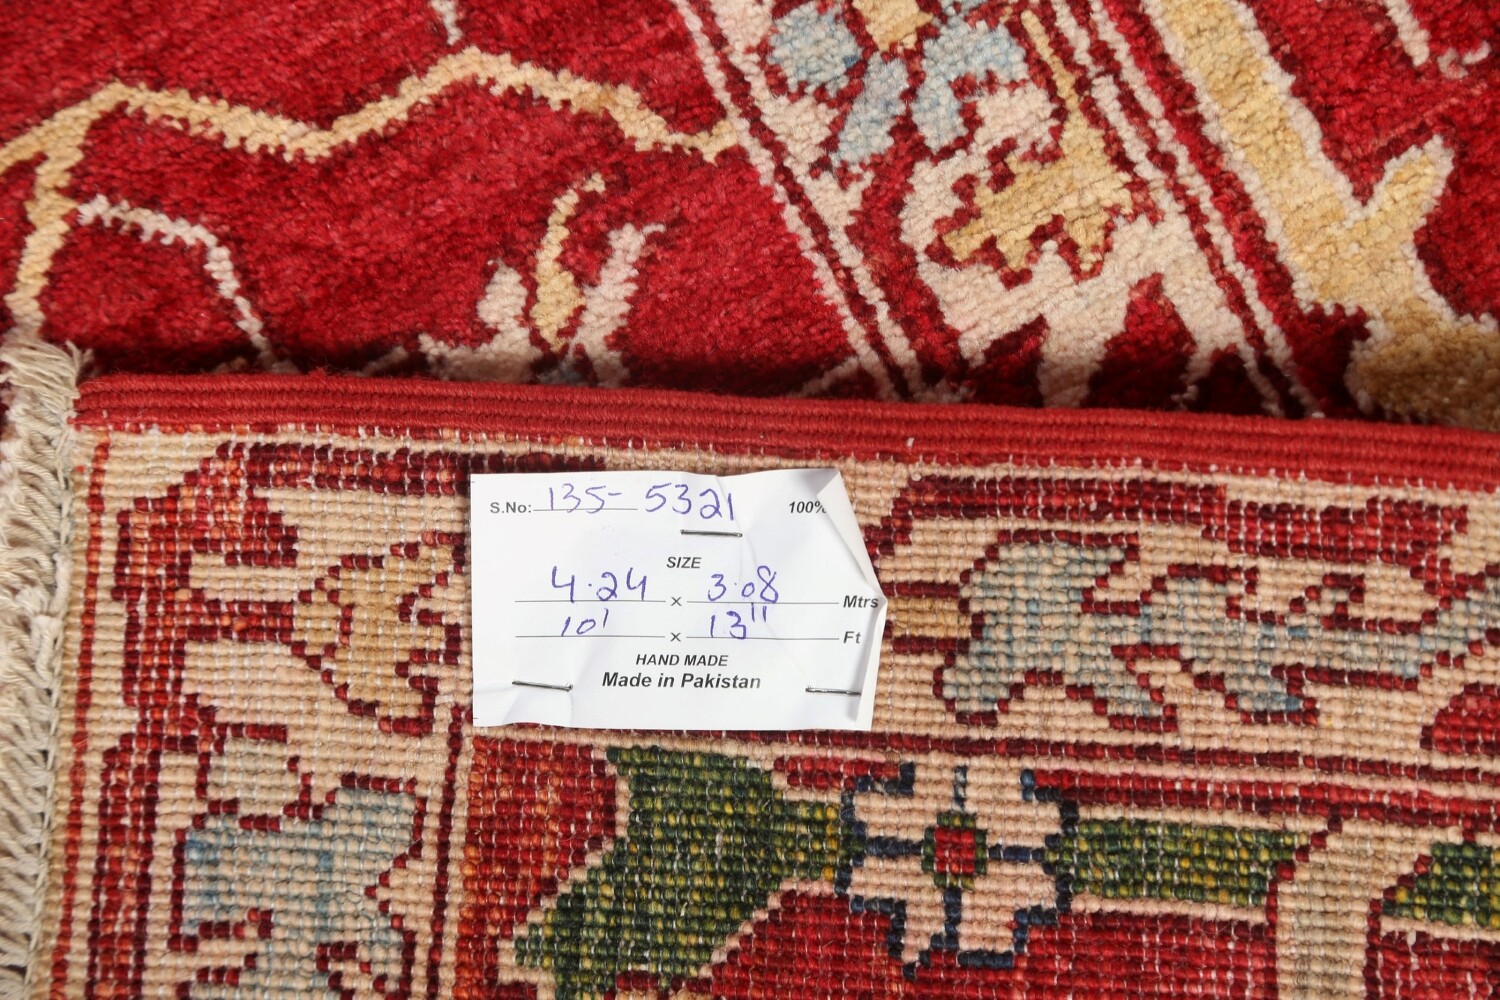 S.No: 135-5321 100%
SIZE
4.24 x 3.08 Mtrs
10' x 13" Ft
HAND MADE
Made in Pakistan